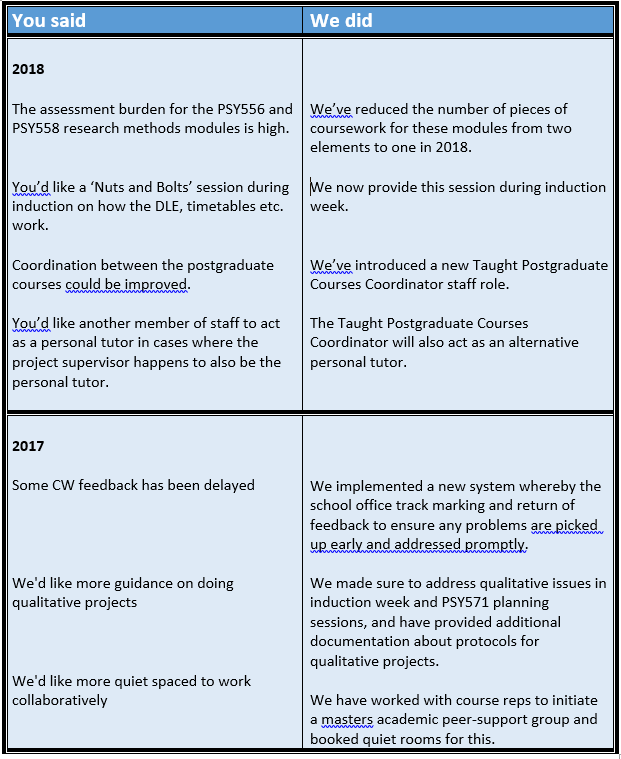 You said
We did
2018
The assessment burden for the PSY556 and
PSY558 research methods modules is high.
We’ve reduced the number of pieces of
coursework for these modules from two
elements to one in 2018.
You’d like a ‘Nuts and Bolts’ session during
induction on how the DLE, timetables etc.
work.
We now provide this session during induction
week.
Coordination between the postgraduate
courses could be improved.
We’ve introduced a new Taught Postgraduate
Courses Coordinator staff role.
You’d like another member of staff to act
as a personal tutor in cases where the
project supervisor happens to also be the
personal tutor.
The Taught Postgraduate Courses
Coordinator will also act as an alternative
personal tutor.
2017
Some CW feedback has been delayed
We implemented a new system whereby the
school office track marking and return of
feedback to ensure any problems are picked
up early and addressed promptly.
We'd like more guidance on doing
qualitative projects
We made sure to address qualitative issues in
induction week and PSY571 planning
sessions, and have provided additional
documentation about protocols for
qualitative projects.
We'd like more quiet spaced to work
collaboratively
We have worked with course reps to initiate
a masters academic peer-support group and
booked quiet rooms for this.